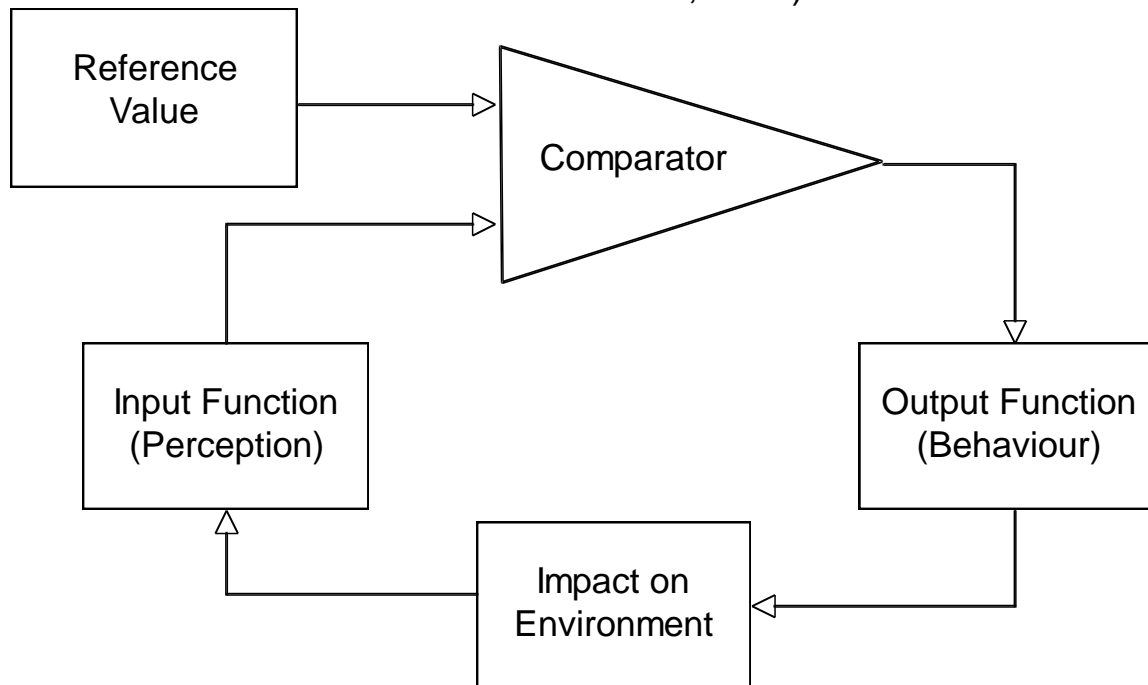 Reference
Value
Comparator
Input Function
(Perception)
Output Function
(Behaviour)
Impact on
Environment